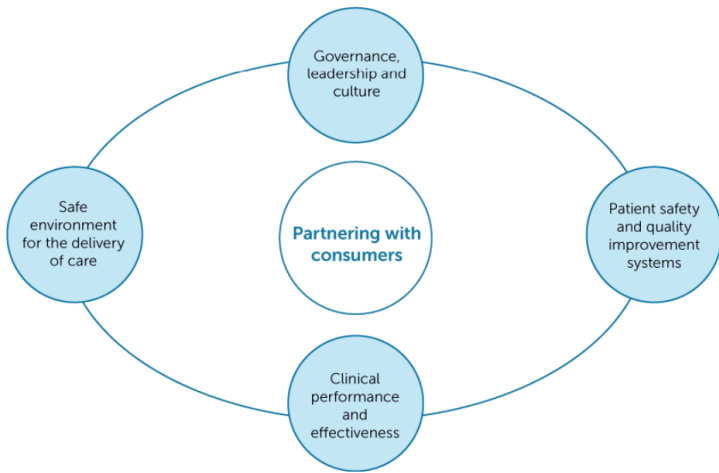 Governance,
leadership and
culture
Safe
environment
for the delivery
of care
Partnering with
consumers
Patient safety
and quality
improvement
systems
Clinical
performance
and
effectiveness